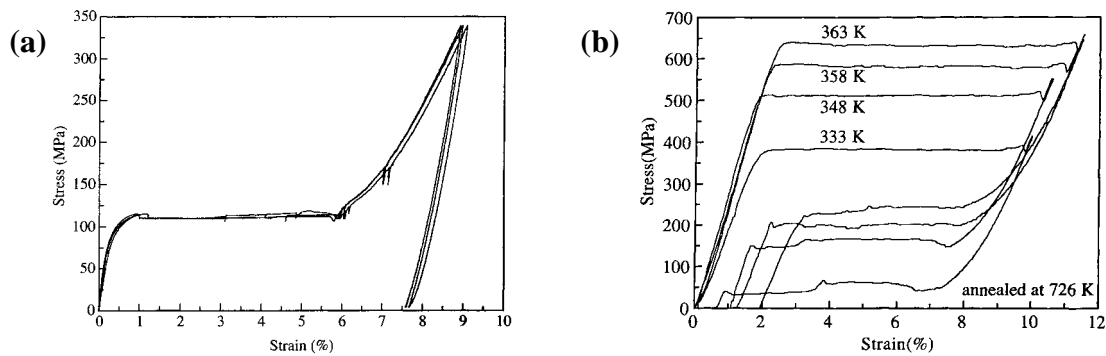 (a)
350
300
250
200
150
100
50
0
Stress (MPa)
0 1 2 3 4 5 6 7 8 9 10
Strain (%)
(b)
700
600
500
400
300
200
100
0
Stress(MPa)
363 K
358 K
348 K
333 K
annealed at 726 K
0 2 4 6 8 10 12
Strain(%)